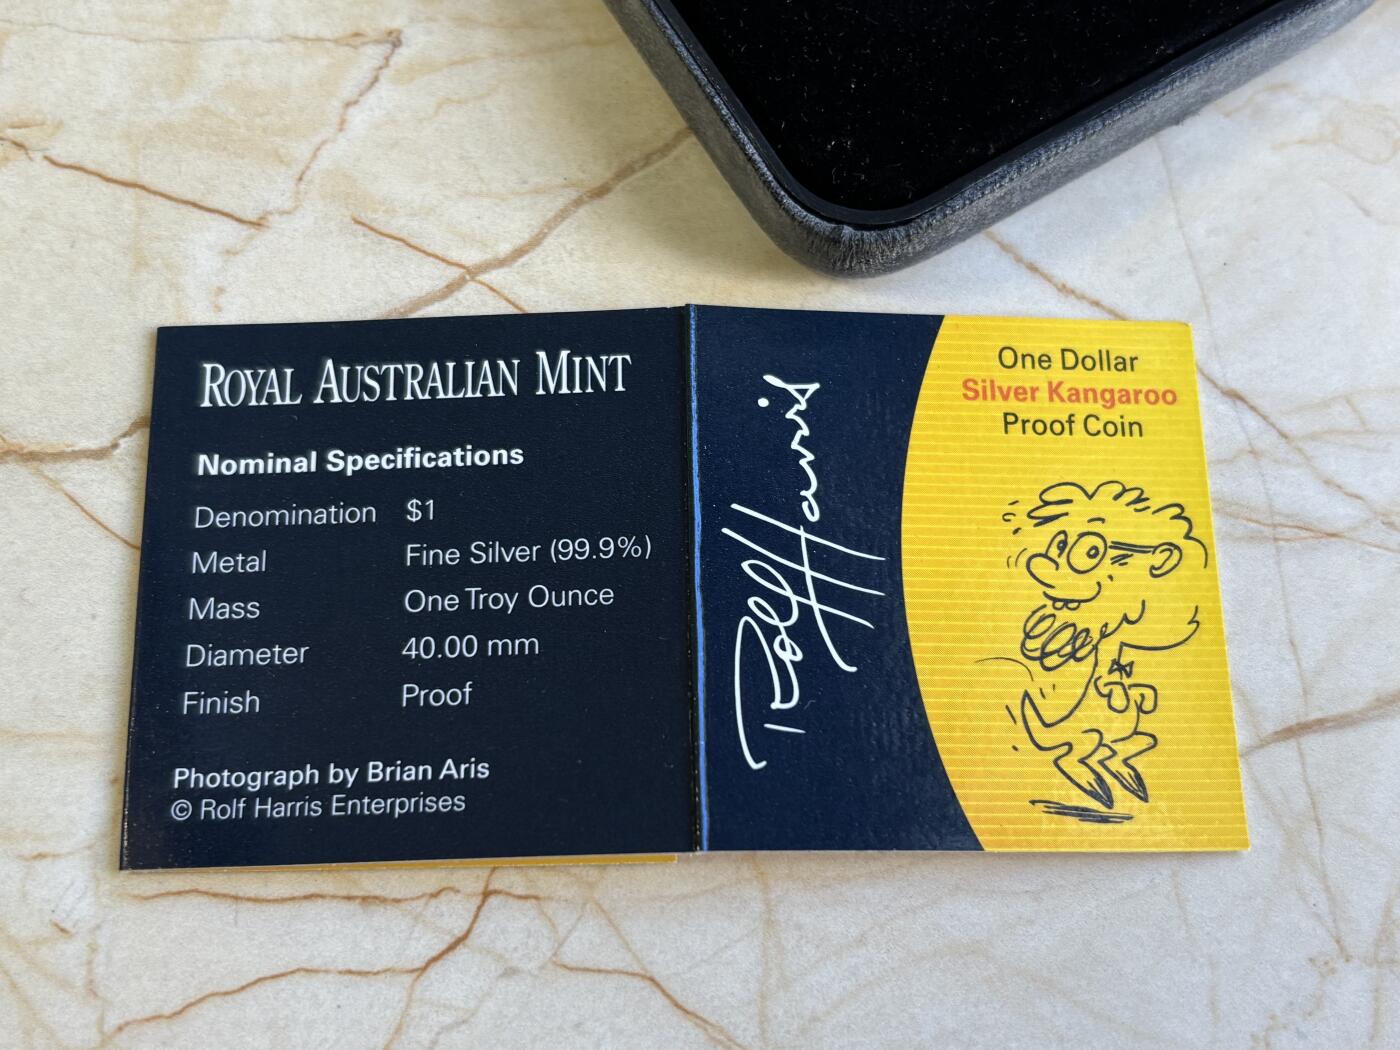 ROYAL AUSTRALIAN MINT
Nominal Specifications
Denomination $1
Metal Fine Silver (99.9%)
Mass One Troy Ounce
Diameter 40.00 mm
Finish Proof
Photograph by Brian Aris
© Rolf Harris Enterprises
Rolf Harris
One Dollar
Silver Kangaroo
Proof Coin